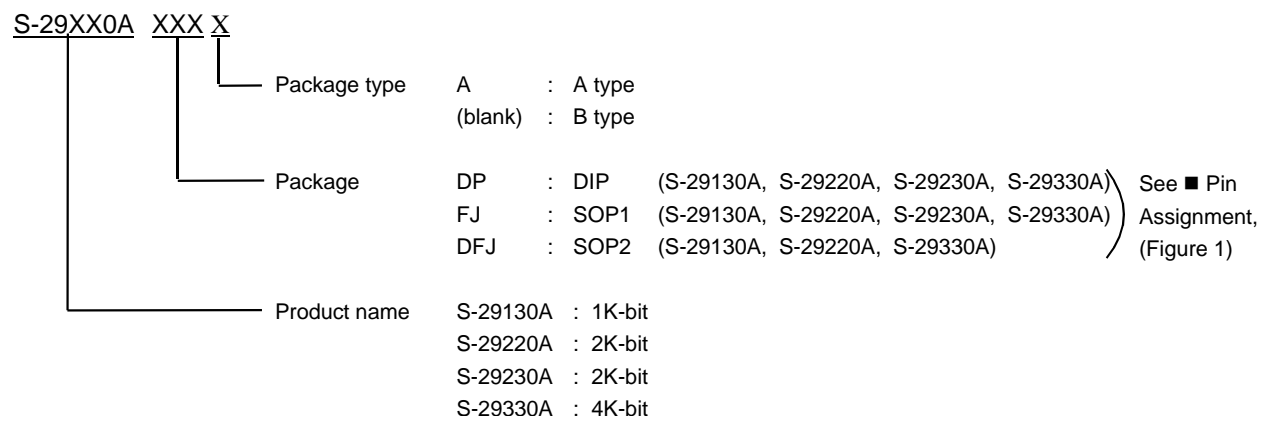 S-29XX0A XXX X
Package type A : A type
(blank) : B type
Package DP : DIP (S-29130A, S-29220A, S-29230A, S-29330A) See ■ Pin
FJ : SOP1 (S-29130A, S-29220A, S-29230A, S-29330A) Assignment,
DFJ : SOP2 (S-29130A, S-29220A, S-29330A) (Figure 1)
Product name S-29130A : 1K-bit
S-29220A : 2K-bit
S-29230A : 2K-bit
S-29330A : 4K-bit